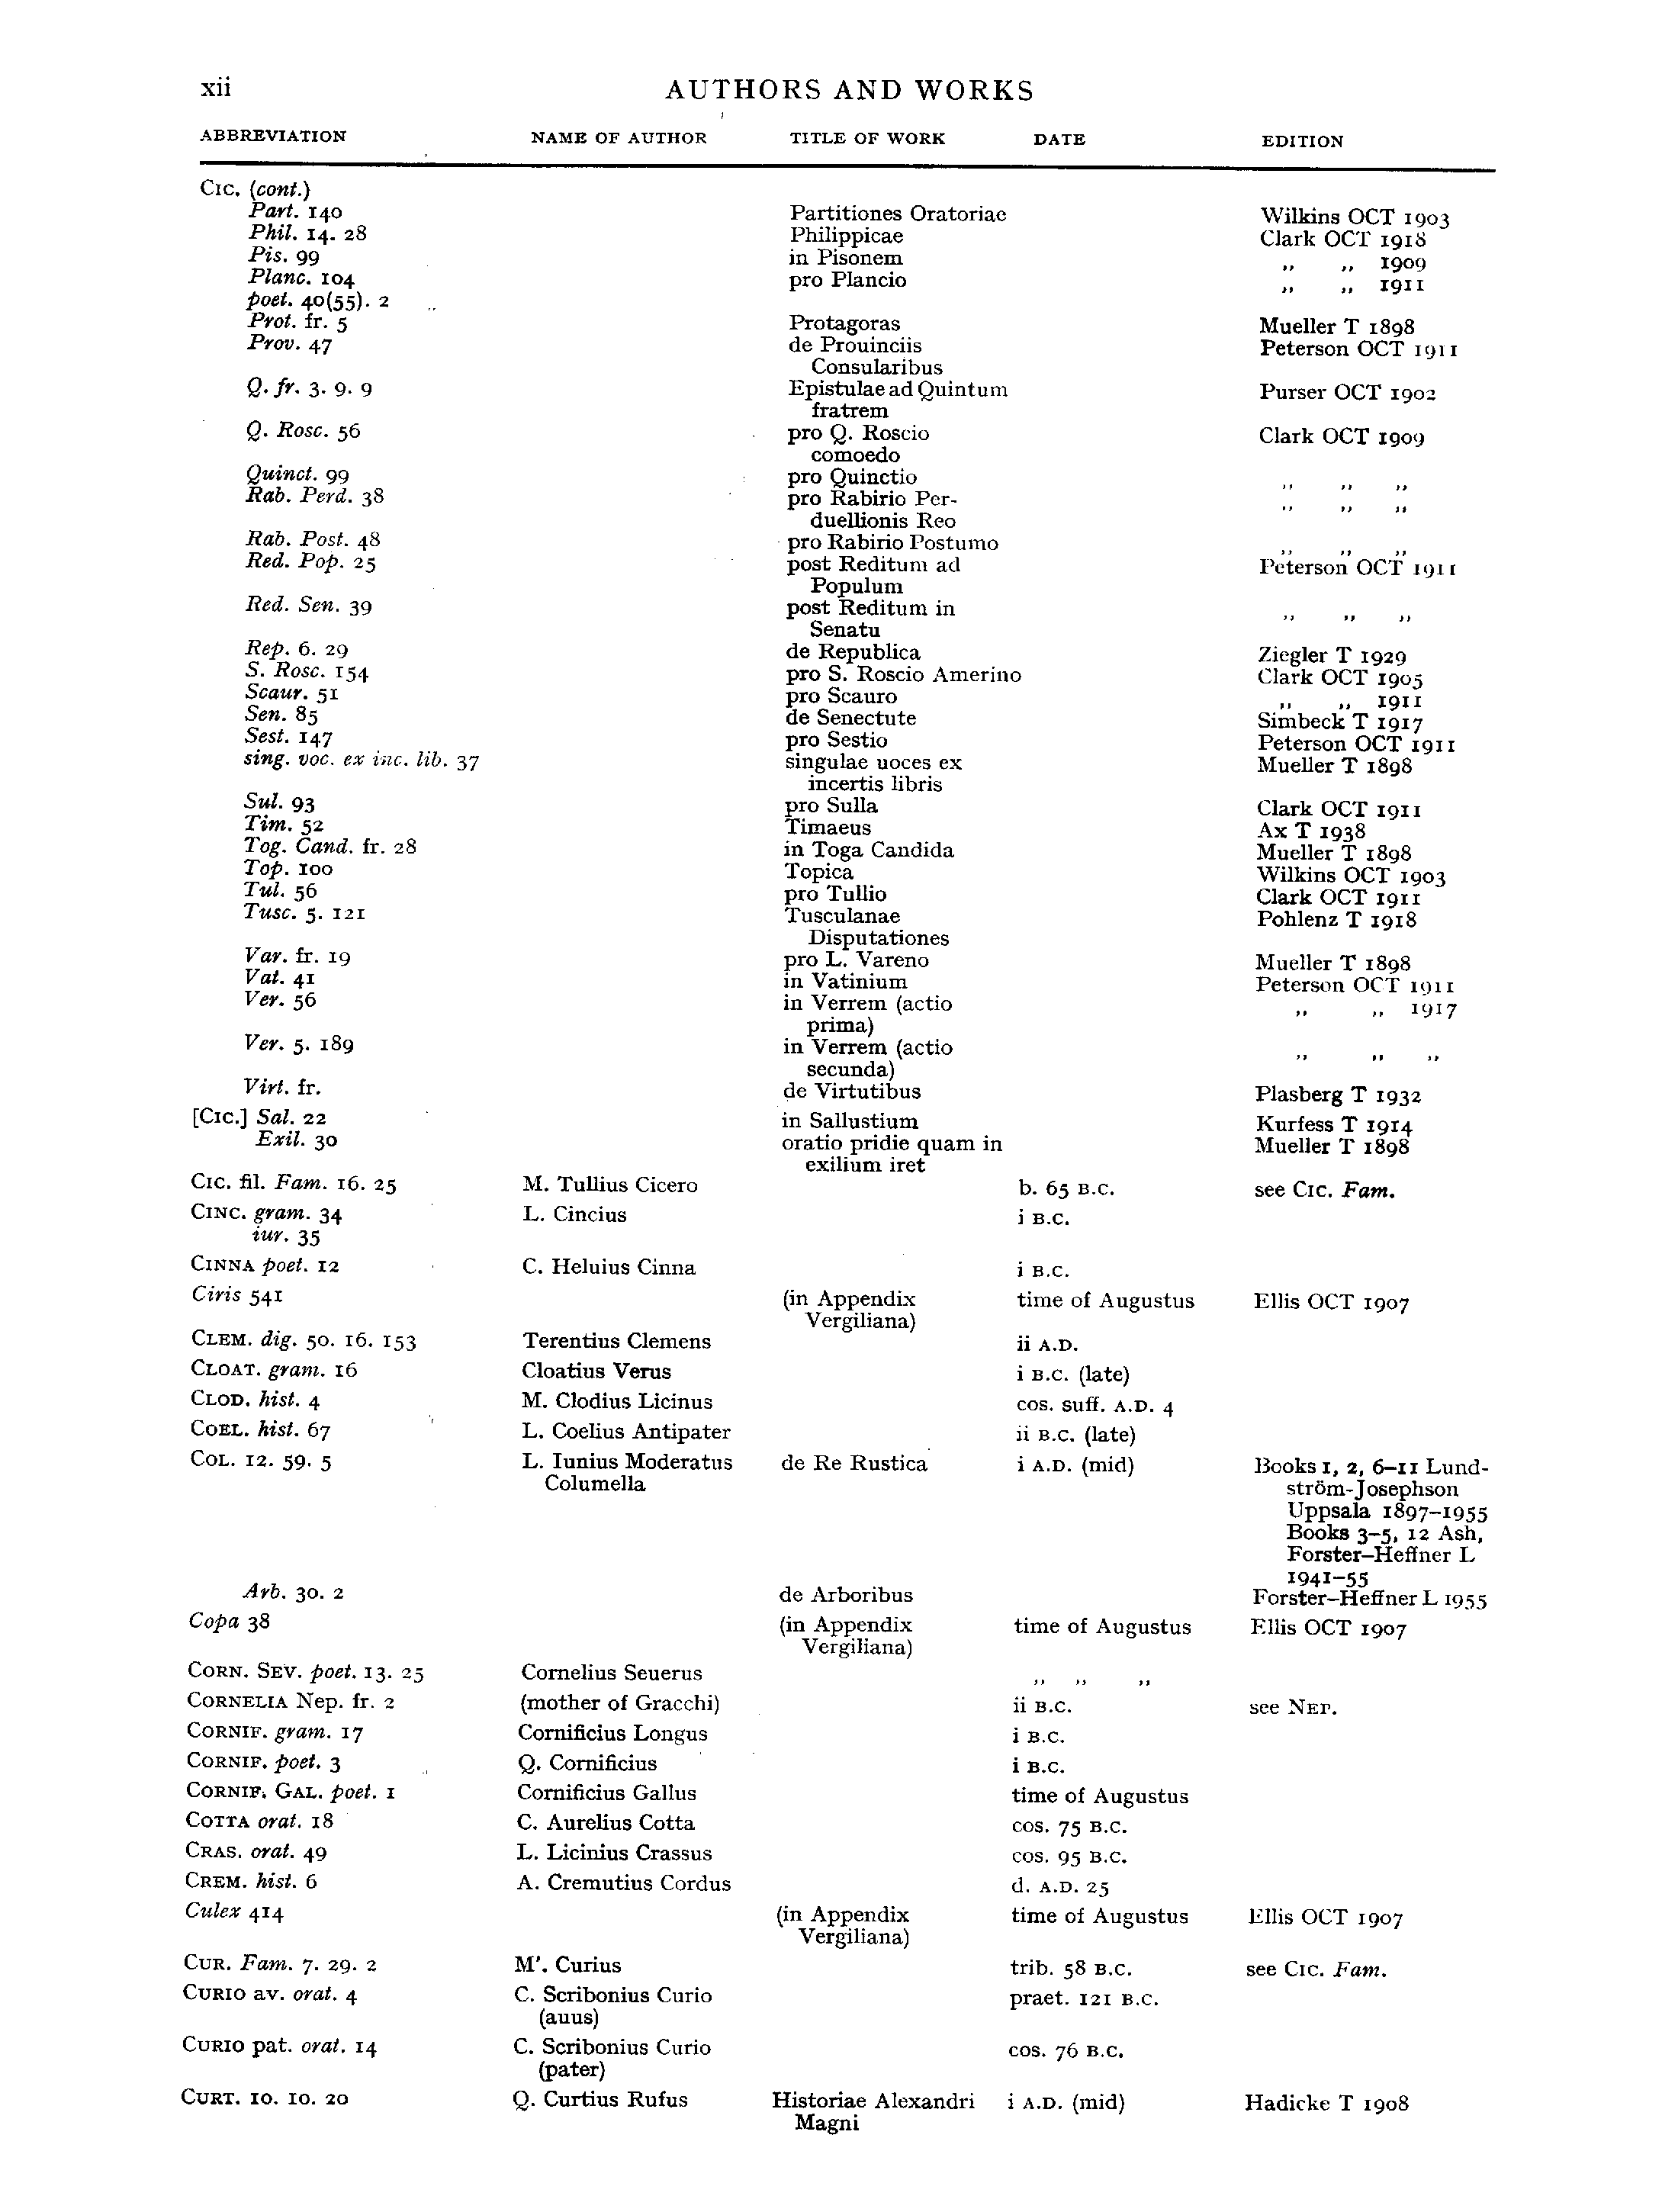 xii AUTHORS AND WORKS
ABBREVIATION NAME OF AUTHOR TITLE OF WORK DATE EDITION
Cic. (cont.)
Part. 140 Partitiones Oratoriae Wilkins OCT 1903
Phil. 14. 28 Philippicae Clark OCT 1918
Pis. 99 in Pisonem ,, ,, 1909
Planc. 104 pro Plancio ,, ,, 1911
poet. 40(55). 2
Prot. fr. 5 Protagoras Mueller T 1898
Prov. 47 de Prouinciis Peterson OCT 1911
Consularibus
Q. fr. 3. 9. 9 Epistulae ad Quintum Purser OCT 1902
fratrem
Q. Rosc. 56 pro Q. Roscio Clark OCT 1909
comoedo
Quinct. 99 pro Quinctio ,, ,, ,,
Rab. Perd. 38 pro Rabirio Per- ,, ,, ,,
duellionis Reo
Rab. Post. 48 pro Rabirio Postumo ,, ,, ,,
Red. Pop. 25 post Reditum ad Peterson OCT 1911
Populum
Red. Sen. 39 post Reditum in ,, ,, ,,
Senatu
Rep. 6. 29 de Republica Ziegler T 1929
S. Rosc. 154 pro S. Roscio Amerino Clark OCT 1905
Scaur. 51 pro Scauro ,, ,, 1911
Sen. 85 de Senectute Simbeck T 1917
Sest. 147 pro Sestio Peterson OCT 1911
sing. voc. ex inc. lib. 37 singulae uoces ex Mueller T 1898
incertis libris
Sul. 93 pro Sulla Clark OCT 1911
Tim. 52 Timaeus Ax T 1938
Tog. Cand. fr. 28 in Toga Candida Mueller T 1898
Top. 100 Topica Wilkins OCT 1903
Tul. 56 pro Tullio Clark OCT 1911
Tusc. 5. 121 Tusculanae Pohlenz T 1918
Disputationes
Var. fr. 19 pro L. Vareno Mueller T 1898
Vat. 41 in Vatinium Peterson OCT 1911
Ver. 56 in Verrem (actio ,, ,, 1917
prima)
Ver. 5. 189 in Verrem (actio ,, ,, ,,
secunda)
Virt. fr. de Virtutibus Plasberg T 1932
[Cic.] Sal. 22 in Sallustium Kurfess T 1914
Exil. 30 oratio pridie quam in Mueller T 1898
exilium iret
Cic. fil. Fam. 16. 25 M. Tullius Cicero b. 65 B.C. see Cic. Fam.
Cinc. gram. 34 L. Cincius i B.C.
iur. 35
Cinna poet. 12 C. Heluius Cinna i B.C.
Ciris 541 (in Appendix time of Augustus Ellis OCT 1907
Vergiliana)
Clem. dig. 50. 16. 153 Terentius Clemens ii A.D.
Cloat. gram. 16 Cloatius Verus i B.C. (late)
Clod. hist. 4 M. Clodius Licinus cos. suff. A.D. 4
Coel. hist. 67 L. Coelius Antipater ii B.C. (late)
Col. 12. 59. 5 L. Iunius Moderatus de Re Rustica i A.D. (mid) Books 1, 2, 6–11 Lund-
Columella ström-Josephson
Uppsala 1897–1955
Books 3–5, 12 Ash,
Forster–Heffner L
1941–55
Arb. 30. 2 de Arboribus Forster–Heffner L 1955
Copa 38 (in Appendix time of Augustus Ellis OCT 1907
Vergiliana)
Corn. Sev. poet. 13. 25 Cornelius Seuerus ,, ,, ,,
Cornelia Nep. fr. 2 (mother of Gracchi) ii B.C. see Nep.
Cornif. gram. 17 Cornificius Longus i B.C.
Cornif. poet. 3 Q. Cornificius i B.C.
Cornif. Gal. poet. 1 Cornificius Gallus time of Augustus
Cotta orat. 18 C. Aurelius Cotta cos. 75 B.C.
Cras. orat. 49 L. Licinius Crassus cos. 95 B.C.
Crem. hist. 6 A. Cremutius Cordus d. A.D. 25
Culex 414 (in Appendix time of Augustus Ellis OCT 1907
Vergiliana)
Cur. Fam. 7. 29. 2 M'. Curius trib. 58 B.C. see Cic. Fam.
Curio av. orat. 4 C. Scribonius Curio praet. 121 B.C.
(auus)
Curio pat. orat. 14 C. Scribonius Curio cos. 76 B.C.
(pater)
Curt. 10. 10. 20 Q. Curtius Rufus Historiae Alexandri i A.D. (mid) Hadicke T 1908
Magni